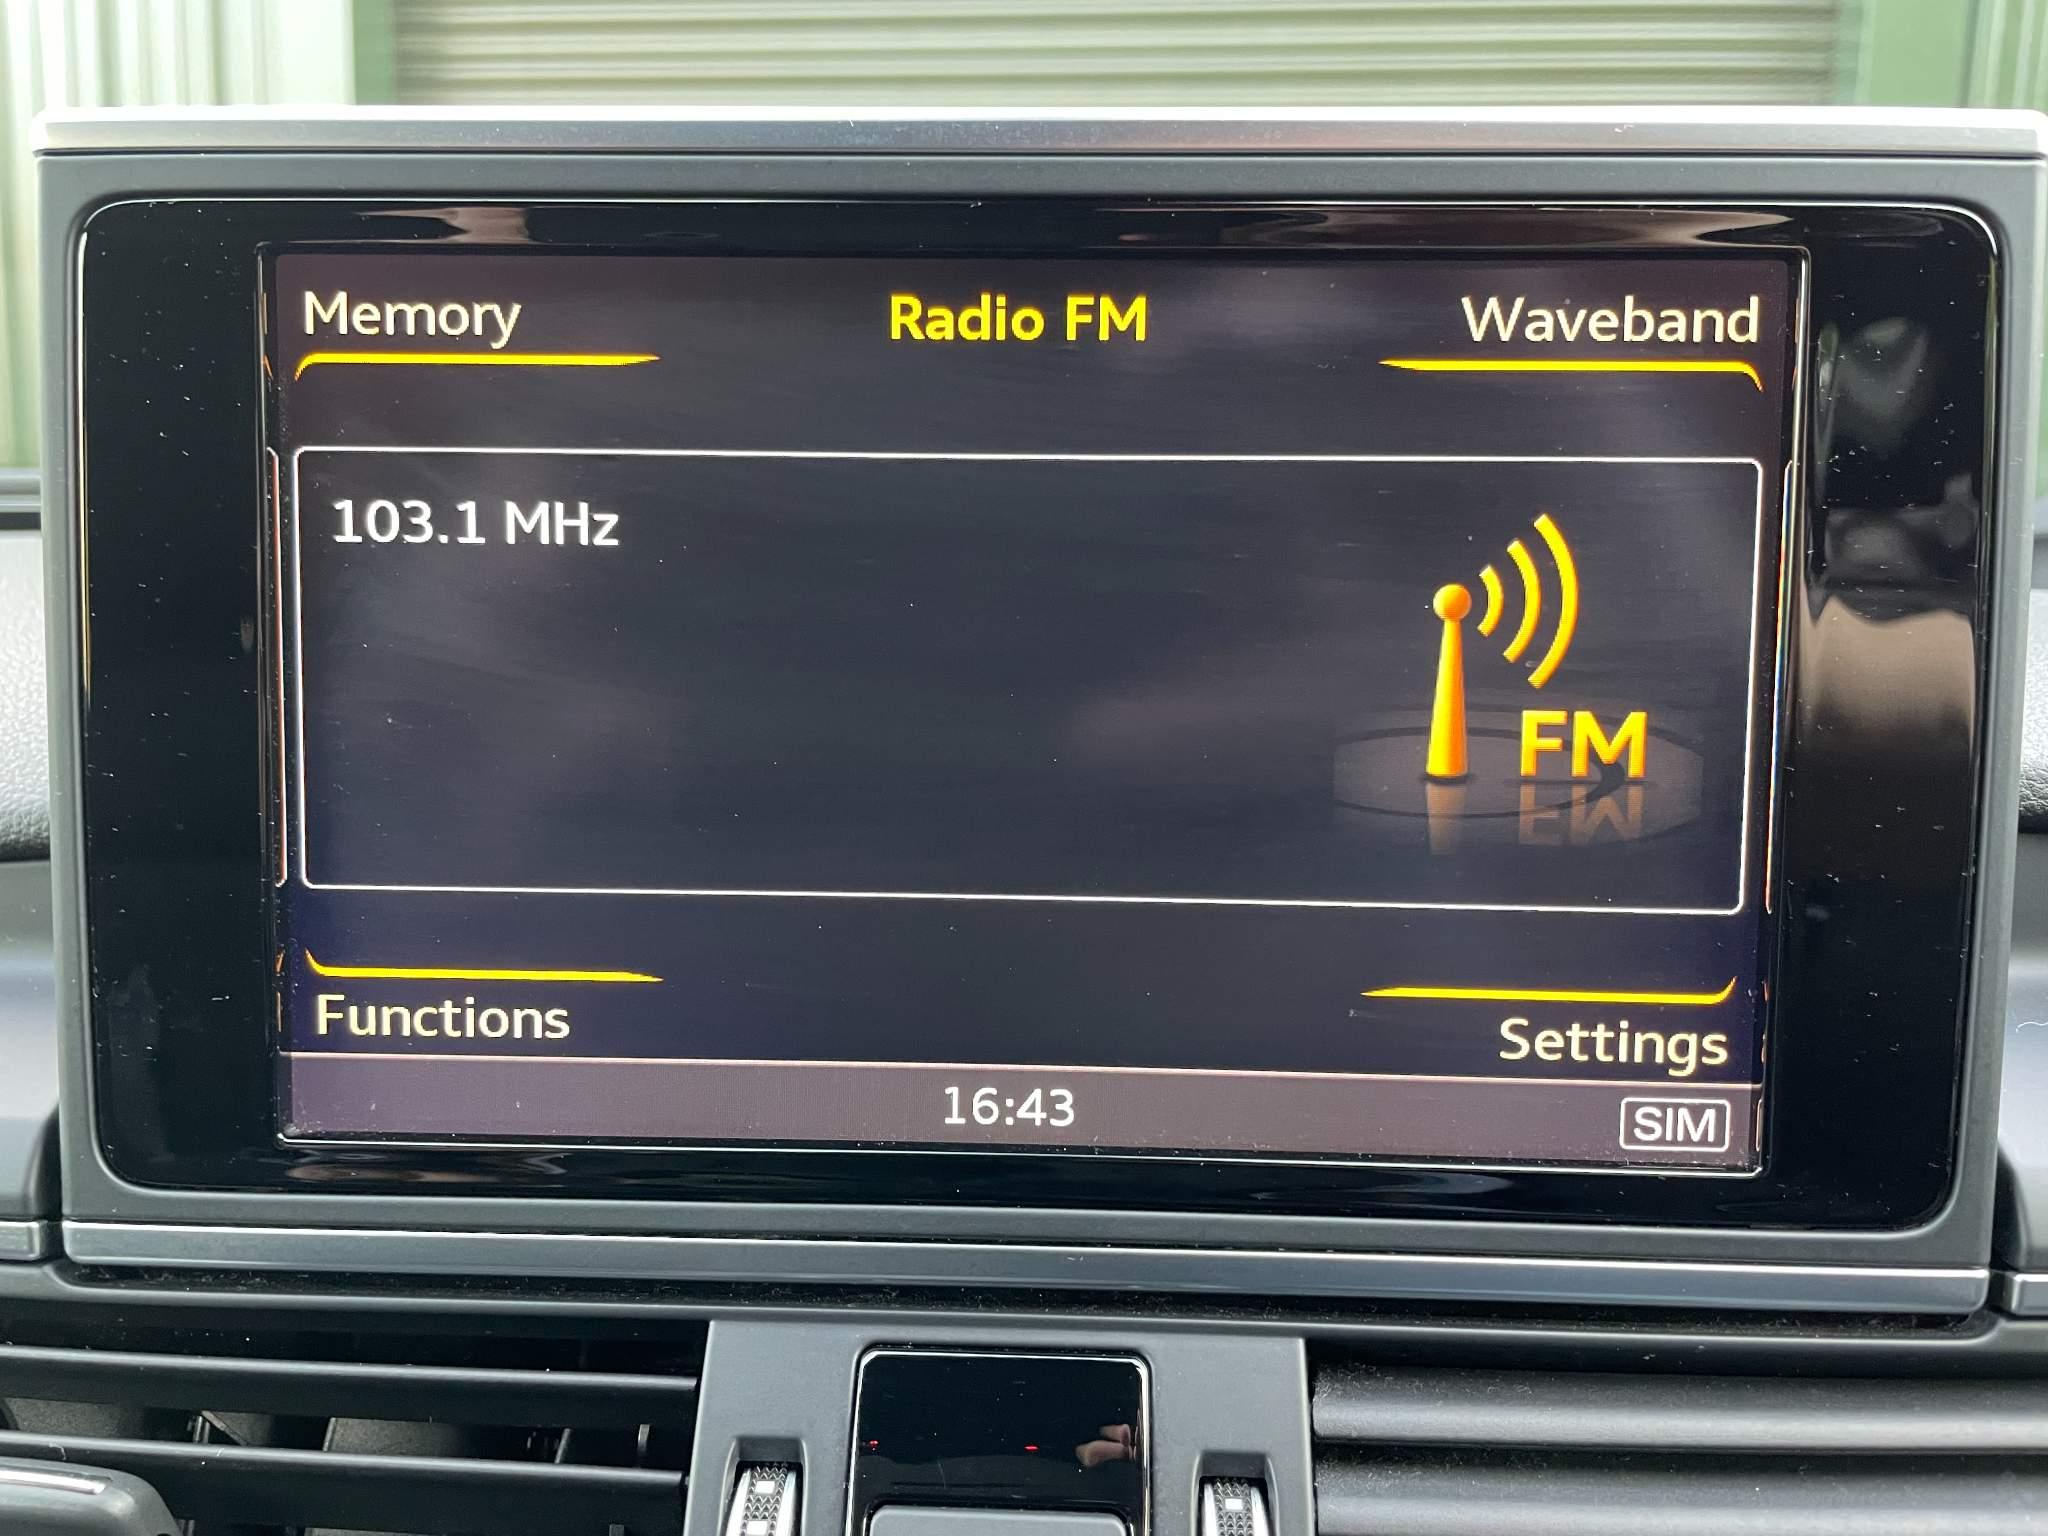 Memory
Radio FM
Waveband
103.1 MHz
FM
Functions
Settings
16:43
SIM